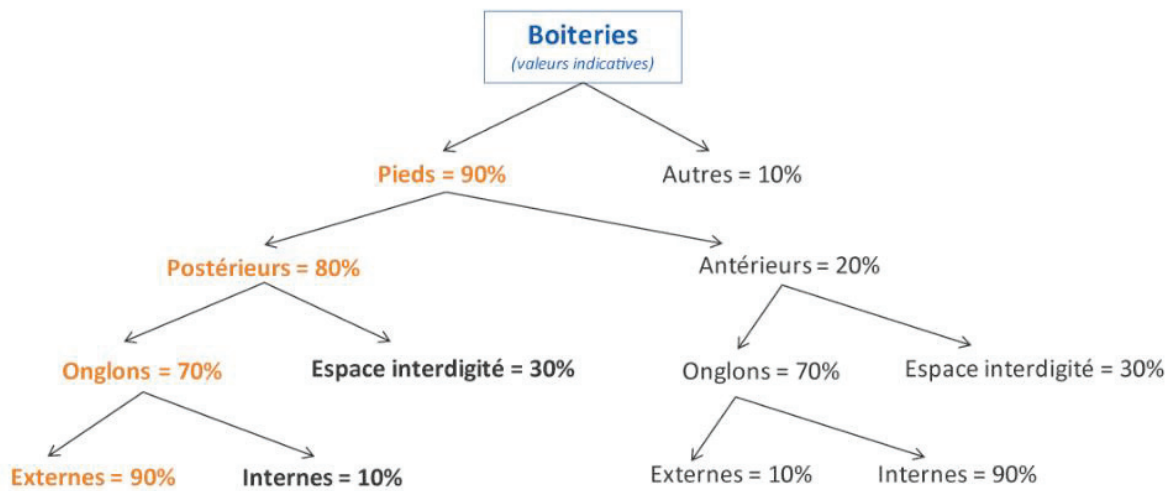 Boiteries
(valeurs indicatives)
Pieds = 90%
Autres = 10%
Postérieurs = 80%
Antérieurs = 20%
Onglons = 70%
Espace interdigité = 30%
Onglons = 70%
Espace interdigité = 30%
Externes = 90%
Internes = 10%
Externes = 10%
Internes = 90%